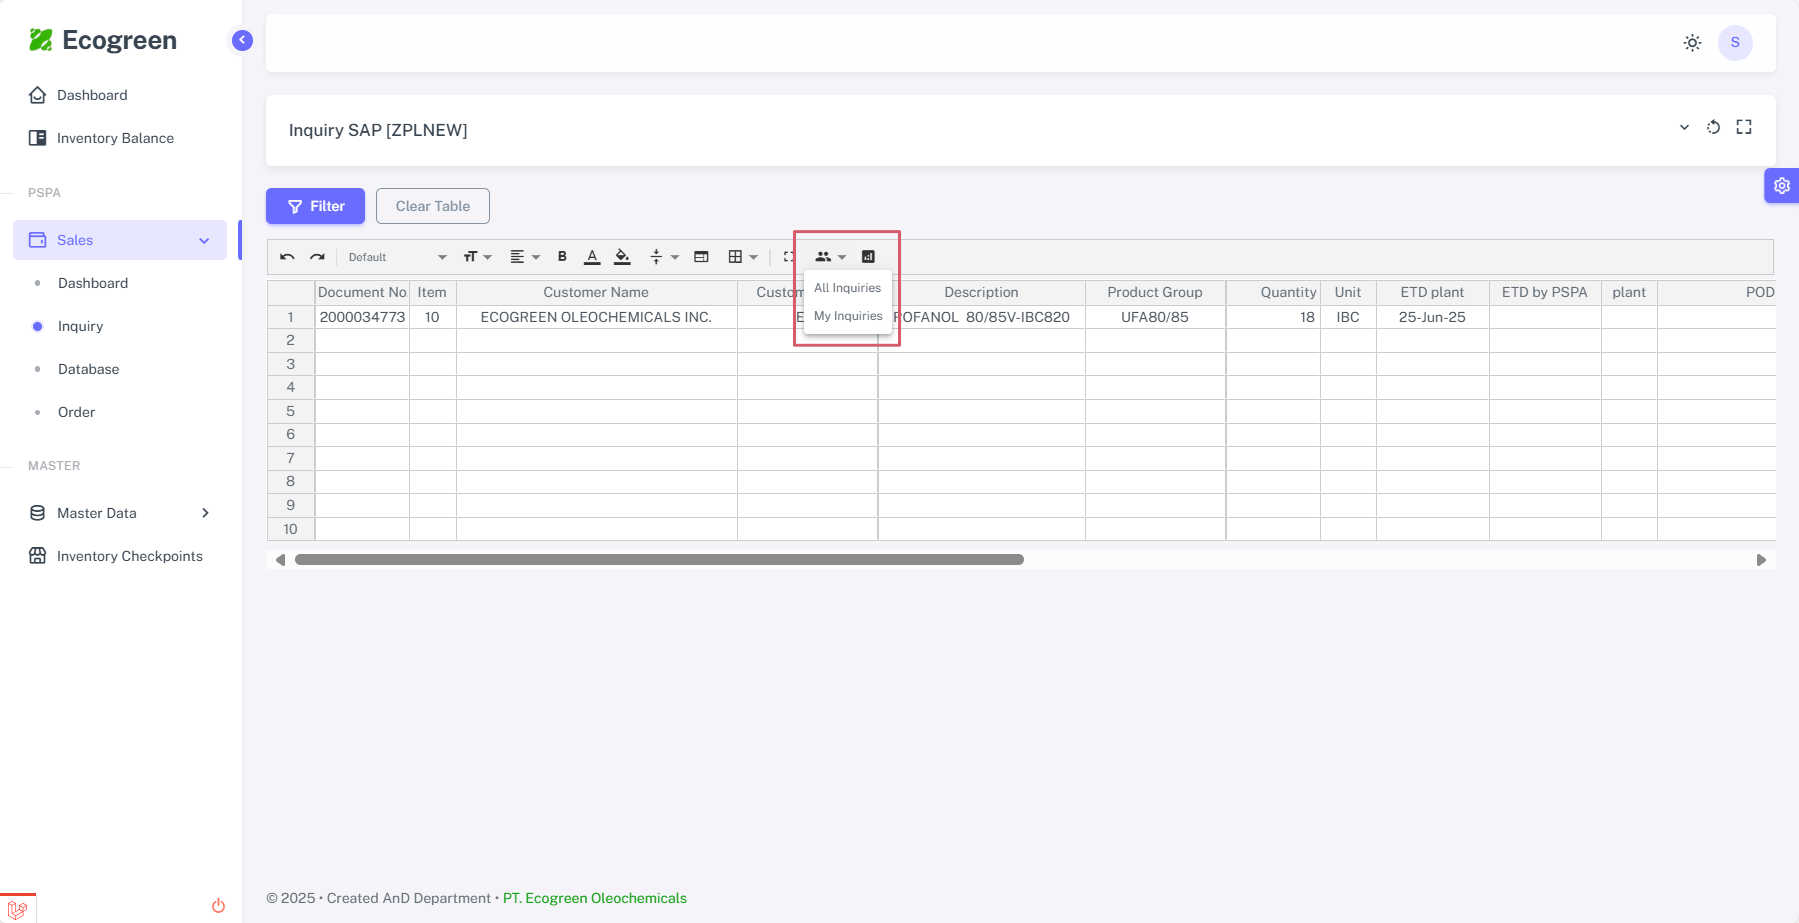 Ecogreen
Dashboard
Inventory Balance
PSPA
Sales
Dashboard
Inquiry
Database
Order
MASTER
Master Data
Inventory Checkpoints
S
Inquiry SAP [ZPLNEW]
Filter
Clear Table
Default
B A
All Inquiries
My Inquiries
Document No Item Customer Name Description Product Group Quantity Unit ETD plant ETD by PSPA plant POD
1 2000034773 10 ECOGREEN OLEOCHEMICALS INC. 80/85V-IBC820 UFA80/85 18 IBC 25-Jun-25
2
3
4
5
6
7
8
9
10
© 2025 • Created AnD Department • PT. Ecogreen Oleochemicals